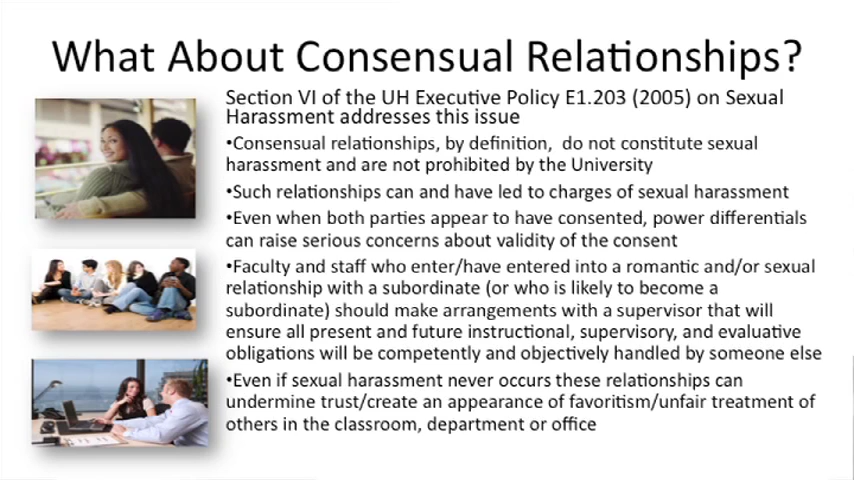 What About Consensual Relationships?
Section VI of the UH Executive Policy E1.203 (2005) on Sexual
Harassment addresses this issue
•Consensual relationships, by definition,  do not constitute sexual
harassment and are not prohibited by the University
•Such relationships can and have led to charges of sexual harassment
•Even when both parties appear to have consented, power differentials
can raise serious concerns about validity of the consent
•Faculty and staff who enter/have entered into a romantic and/or sexual
relationship with a subordinate (or who is likely to become a
subordinate) should make arrangements with a supervisor that will
ensure all present and future instructional, supervisory, and evaluative
obligations will be competently and objectively handled by someone else
•Even if sexual harassment never occurs these relationships can
undermine trust/create an appearance of favoritism/unfair treatment of
others in the classroom, department or office